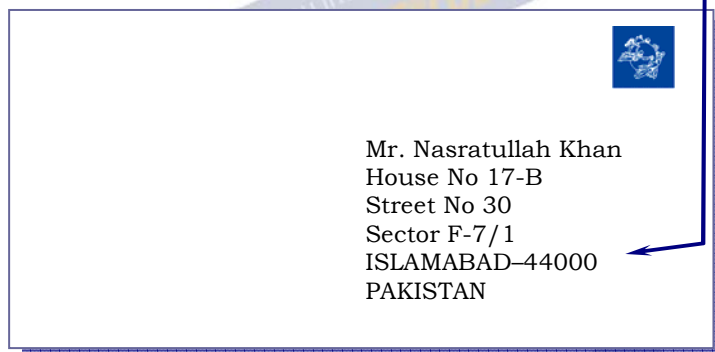 Mr. Nasratullah Khan
House No 17-B
Street No 30
Sector F-7/1
ISLAMABAD–44000
PAKISTAN